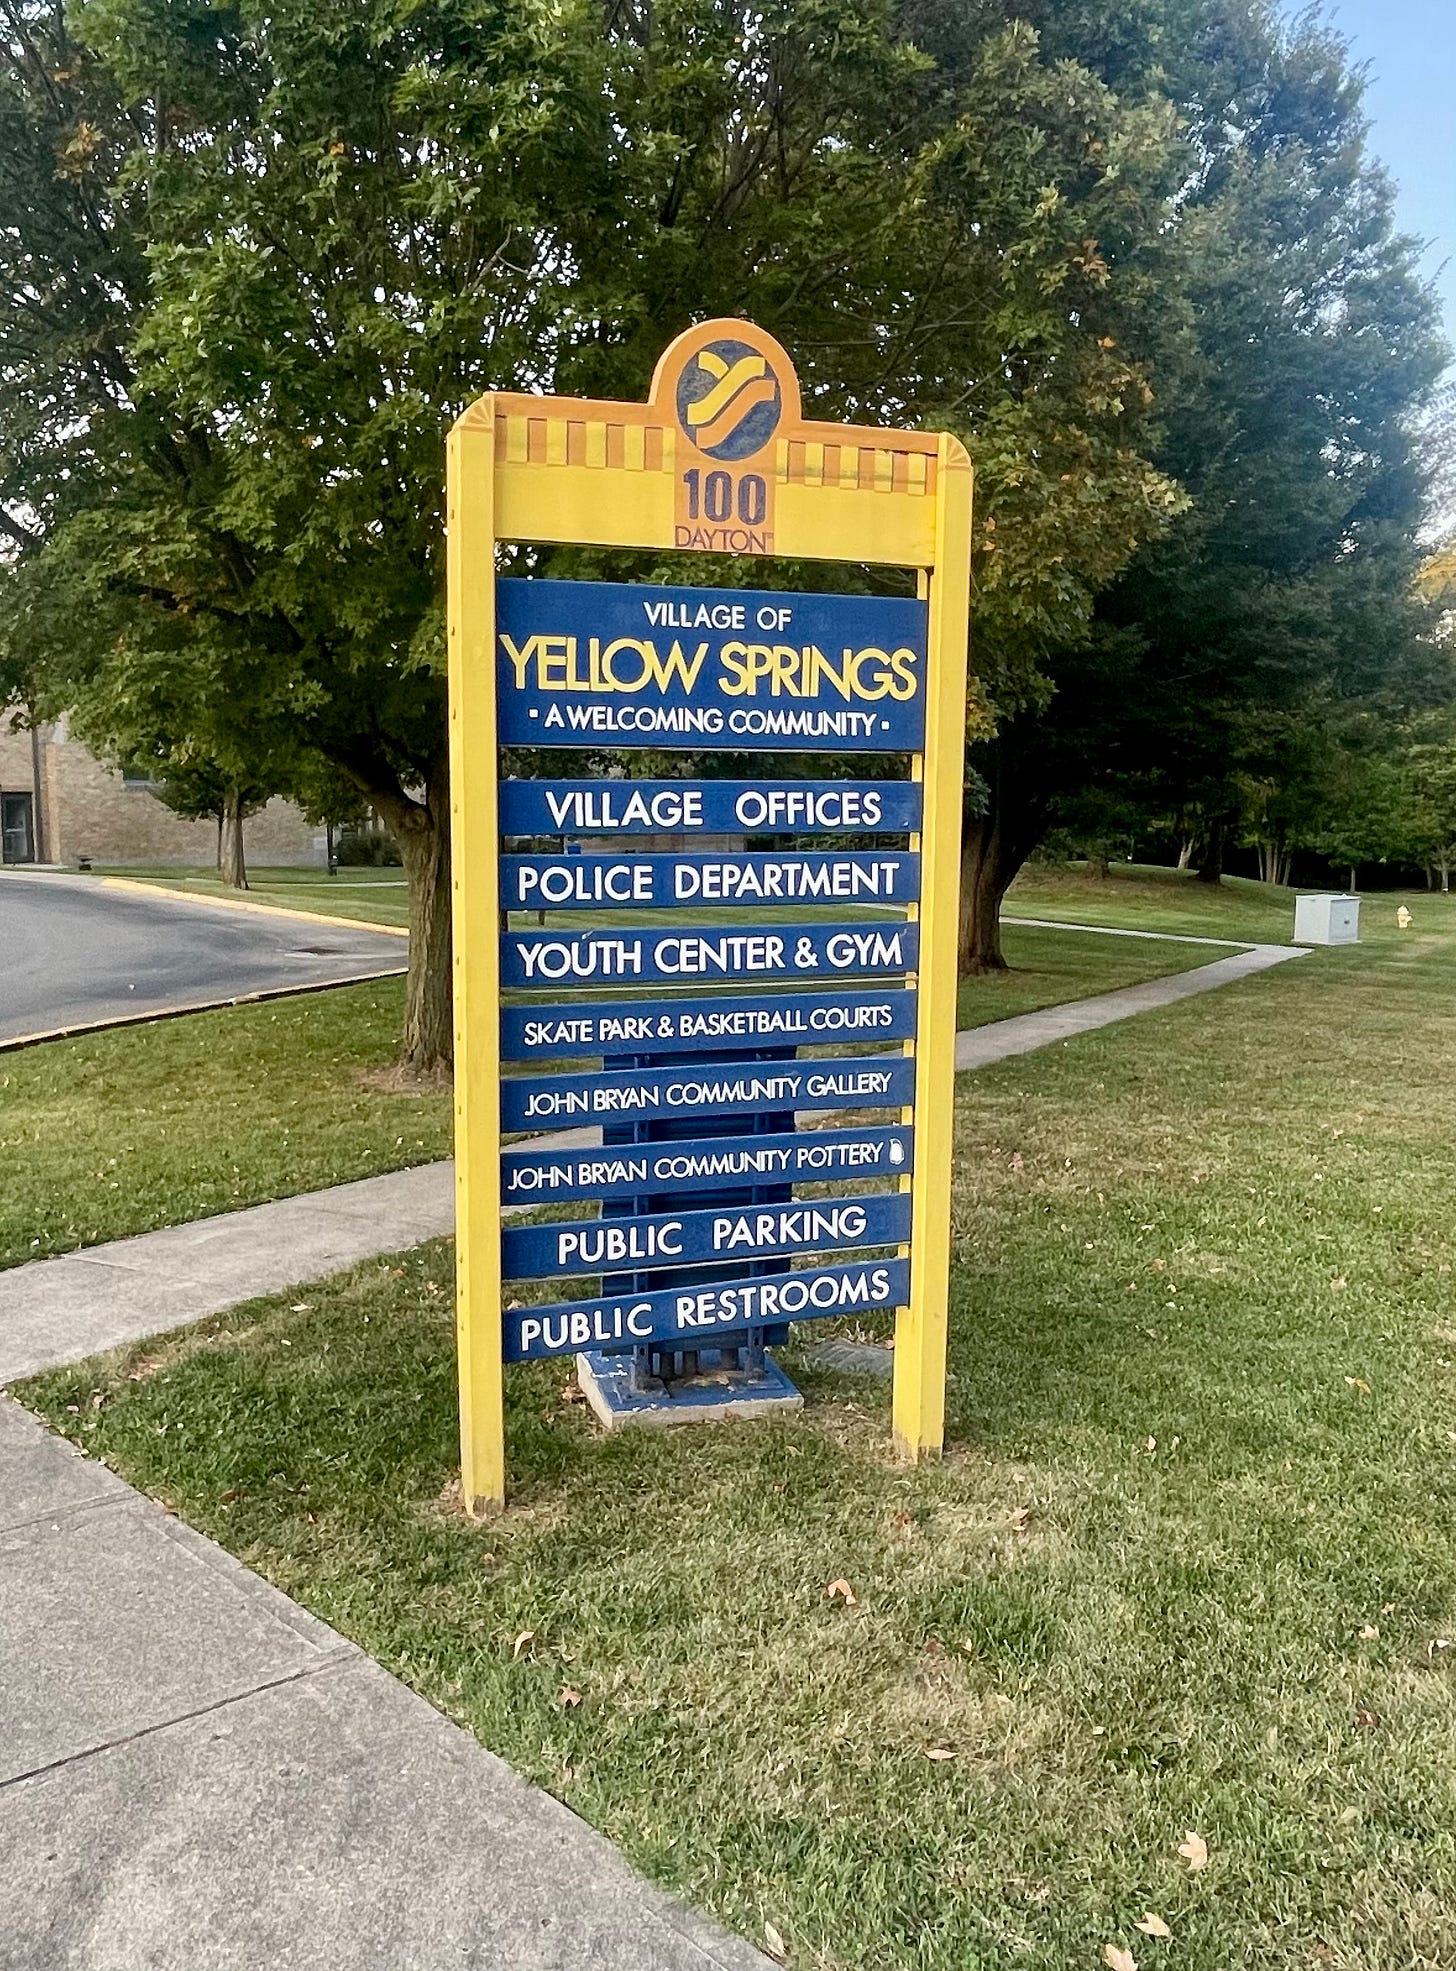 100
DAYTON
VILLAGE OF
YELLOW SPRINGS
▪ A WELCOMING COMMUNITY ▪
VILLAGE OFFICES
POLICE DEPARTMENT
YOUTH CENTER & GYM
SKATE PARK & BASKETBALL COURTS
JOHN BRYAN COMMUNITY GALLERY
JOHN BRYAN COMMUNITY POTTERY
PUBLIC PARKING
PUBLIC RESTROOMS